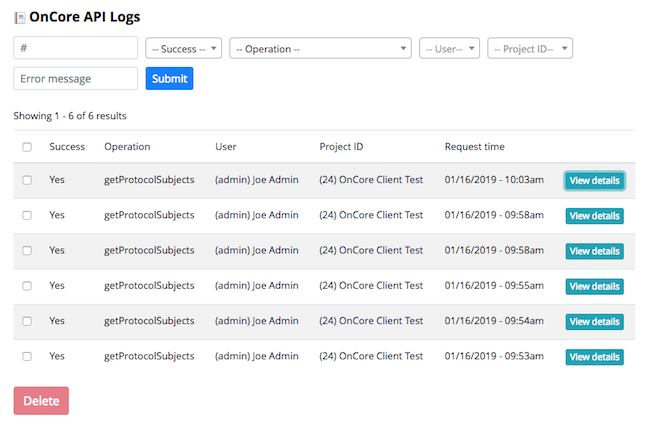 OnCore API Logs
#
-- Success --
-- Operation --
-- User--
-- Project ID--
Error message
Submit
Showing 1 - 6 of 6 results
Success Operation User Project ID Request time
Yes getProtocolSubjects (admin) Joe Admin (24) OnCore Client Test 01/16/2019 - 10:03am View details
Yes getProtocolSubjects (admin) Joe Admin (24) OnCore Client Test 01/16/2019 - 09:58am View details
Yes getProtocolSubjects (admin) Joe Admin (24) OnCore Client Test 01/16/2019 - 09:58am View details
Yes getProtocolSubjects (admin) Joe Admin (24) OnCore Client Test 01/16/2019 - 09:55am View details
Yes getProtocolSubjects (admin) Joe Admin (24) OnCore Client Test 01/16/2019 - 09:54am View details
Yes getProtocolSubjects (admin) Joe Admin (24) OnCore Client Test 01/16/2019 - 09:53am View details
Delete